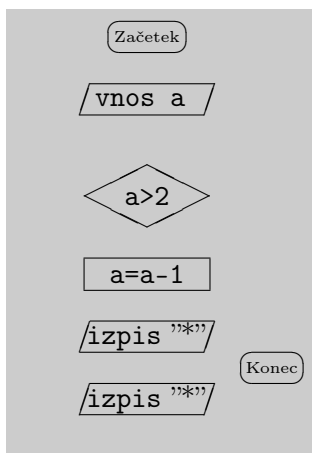 Začetek
vnos a
a>2
a=a-1
izpis ”*”
Konec
izpis ”*”